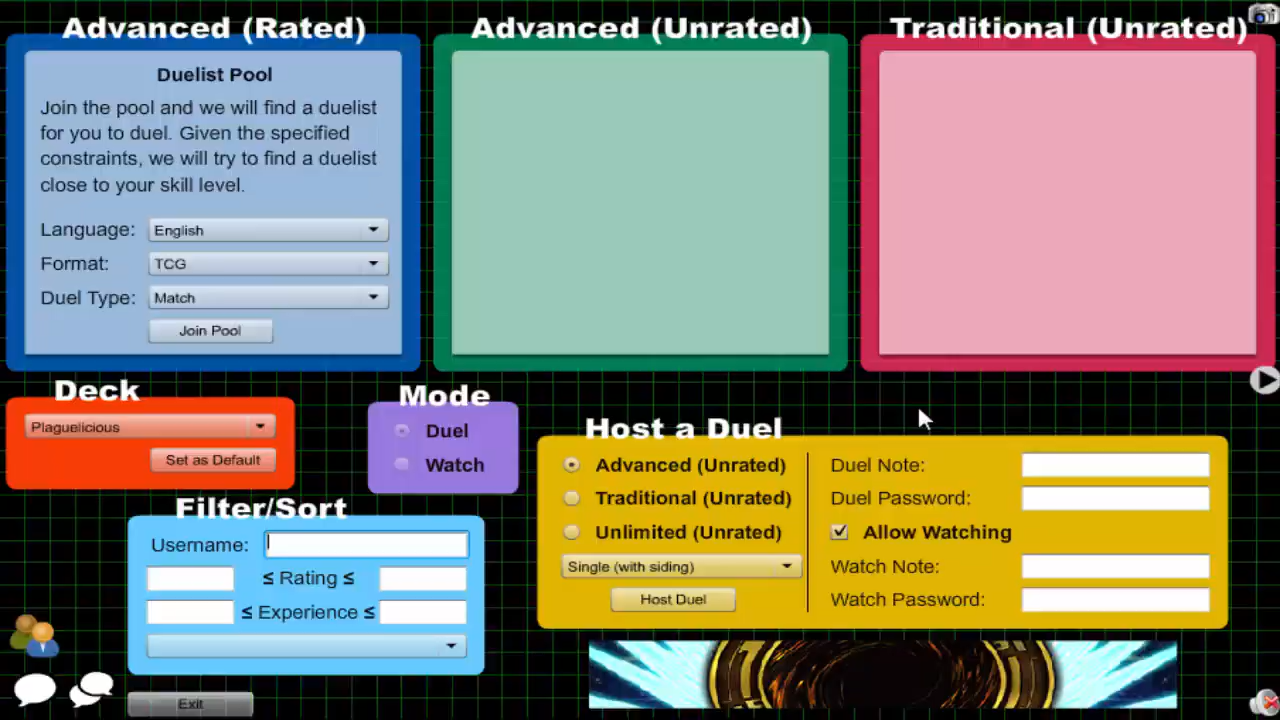 Advanced (Rated)
Advanced (Unrated)
Traditional (Unrated)
Duelist Pool
Join the pool and we will find a duelist
for you to duel. Given the specified
constraints, we will try to find a duelist
close to your skill level.
Language: English
Format: TCG
Duel Type: Match
Join Pool
Deck
Plaguelicious
Set as Default
Mode
Duel
Watch
Filter/Sort
Username:
≤ Rating ≤
≤ Experience ≤
Exit
Host a Duel
Advanced (Unrated)
Traditional (Unrated)
Unlimited (Unrated)
Single (with siding)
Host Duel
Duel Note:
Duel Password:
Allow Watching
Watch Note:
Watch Password: